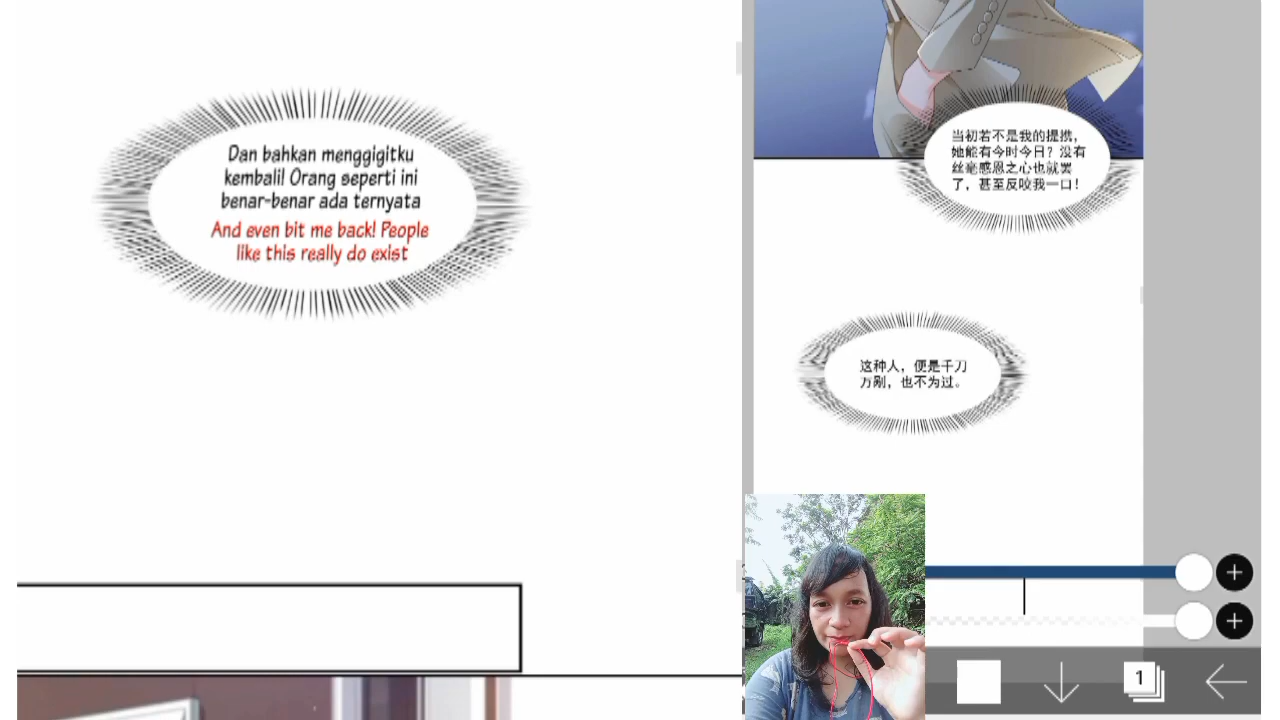 Dan bahkan menggigitku
kembali! Orang seperti ini
benar-benar ada ternyata
And even bit me back! People
like this really do exist
当初若不是我的提携，
她能有今时今日？没有
丝毫感恩之心也就罢
了，甚至反咬我一口！
这种人，便是千刀
万剐，也不为过。
1